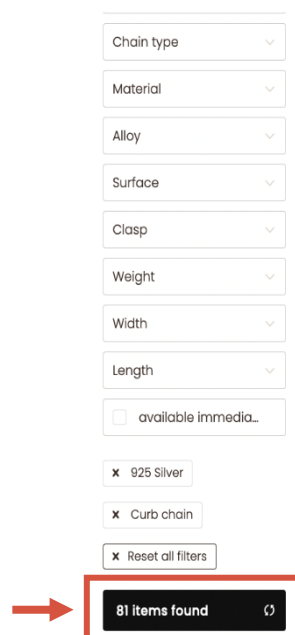 Chain type
Material
Alloy
Surface
Clasp
Weight
Width
Length
available immedia...
x 925 Silver
x Curb chain
x Reset all filters
81 items found